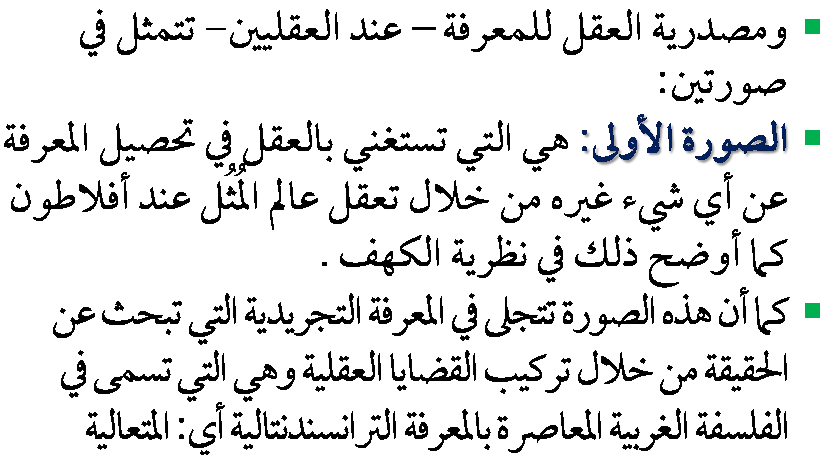 ومصدرية العقل للمعرفة – عند العقليين– تتمثل في
صورتين:
الصورة الأولى: هي التي تستغني بالعقل في تحصيل المعرفة
عن أي شيء غيره من خلال تعقل عالم المُثُل عند أفلاطون
كما أوضح ذلك في نظرية الكهف .
كما أن هذه الصورة تتجلى في المعرفة التجريدية التي تبحث عن
الحقيقة من خلال تركيب القضايا العقلية وهي التي تسمى في
الفلسفة الغربية المعاصرة بالمعرفة الترانسندنتالية أي: المتعالية